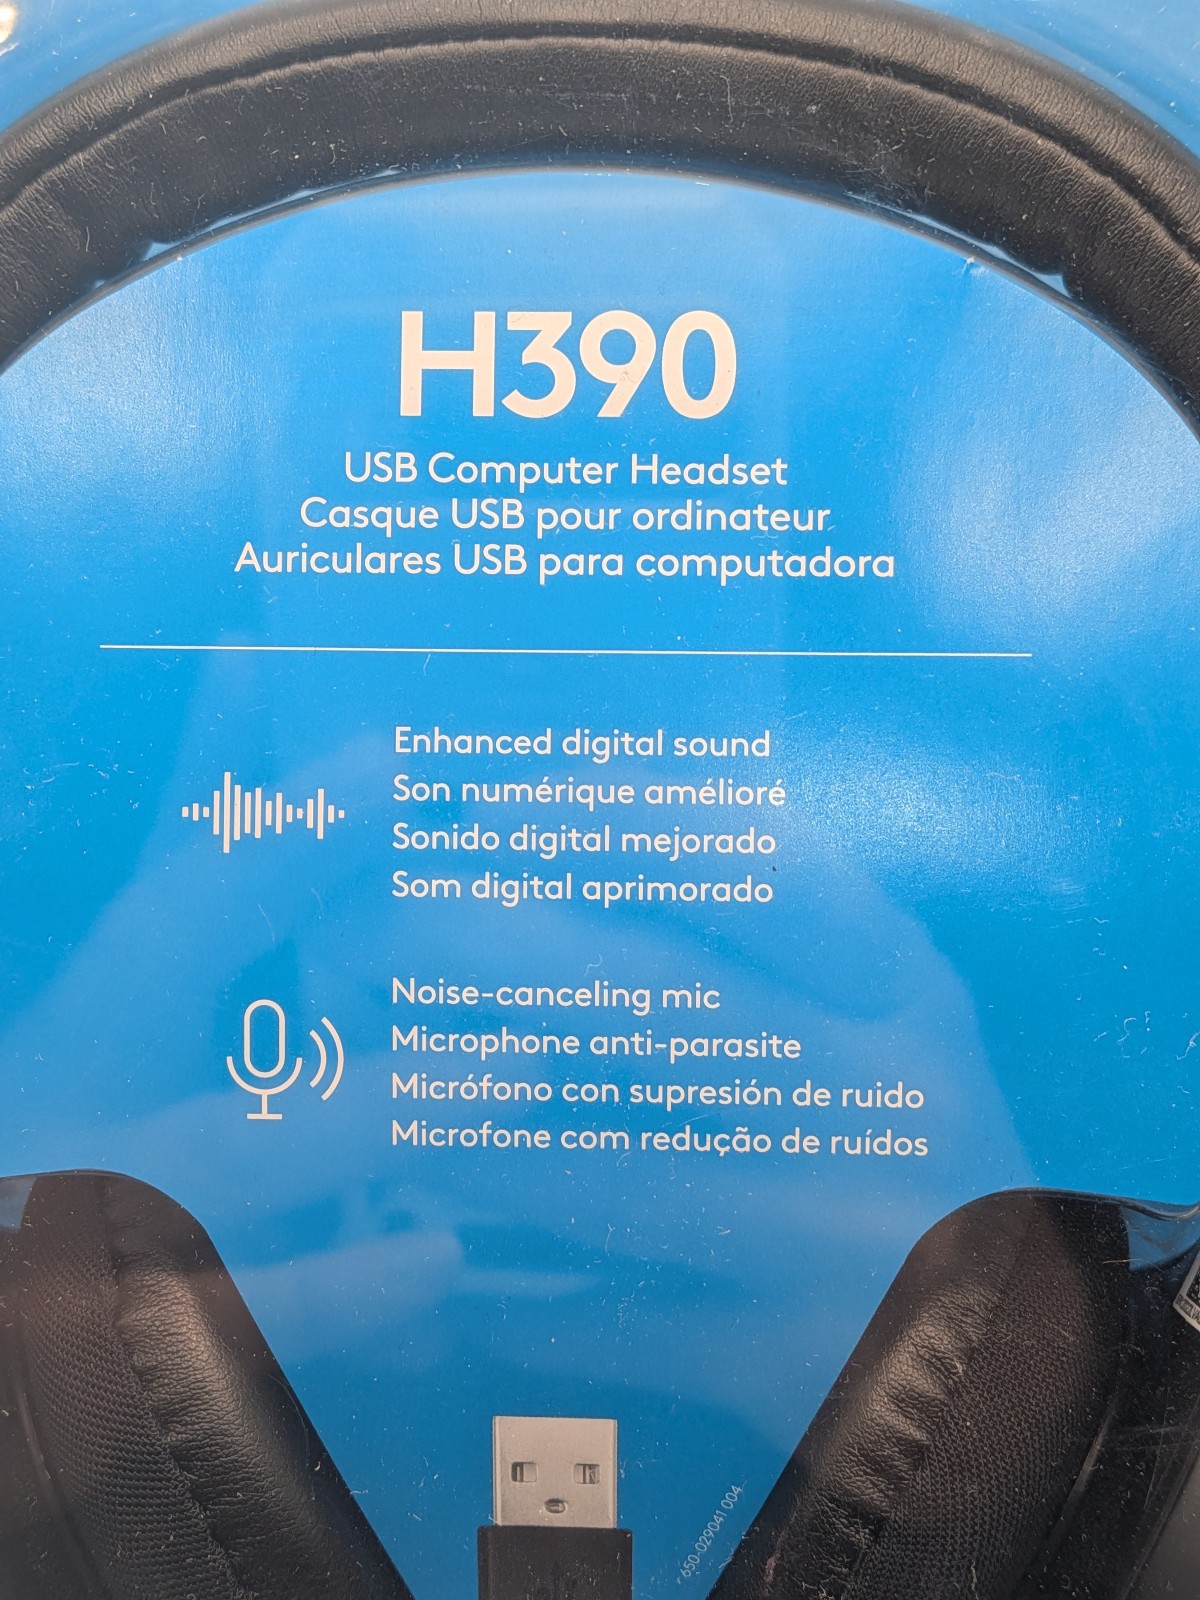 H390
USB Computer Headset
Casque USB pour ordinateur
Auriculares USB para computadora
Enhanced digital sound
Son numérique amélioré
Sonido digital mejorado
Som digital aprimorado
Noise-canceling mic
Microphone anti-parasite
Micrófono con supresión de ruido
Microfone com redução de ruídos
650-029041 004